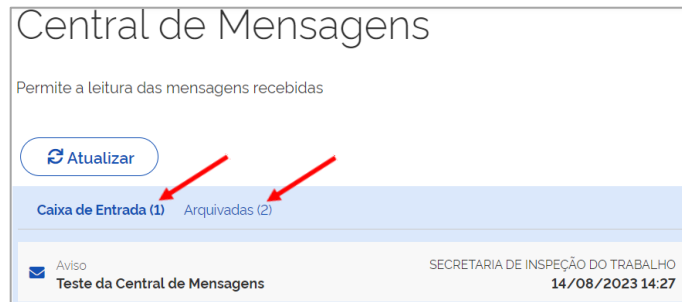 Central de Mensagens
Permite a leitura das mensagens recebidas
Atualizar
Caixa de Entrada (1) Arquivadas (2)
Aviso SECRETARIA DE INSPEÇÃO DO TRABALHO
Teste da Central de Mensagens 14/08/2023 14:27